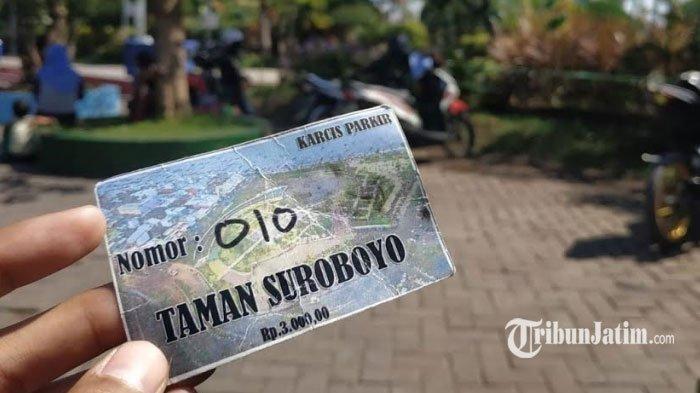 KARCIS PARKIR
Nomor : 010
TAMAN SUROBOYO
Rp.3.000,00
TribunJatim.com